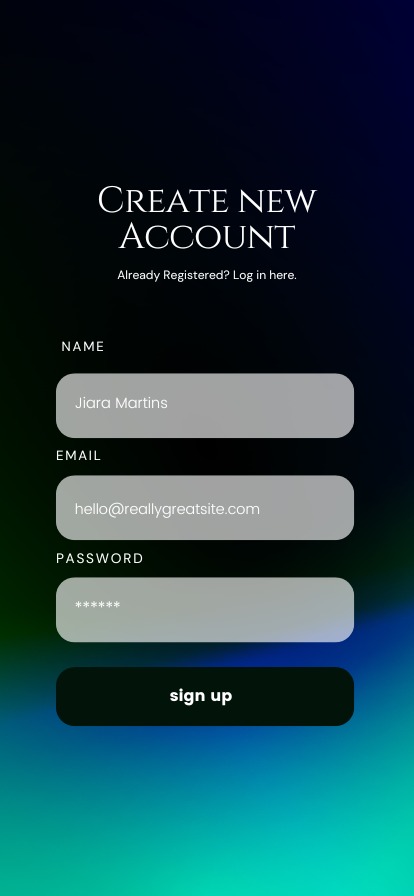 Create new
Account
Already Registered? Log in here.
NAME
Jiara Martins
EMAIL
hello@reallygreatsite.com
PASSWORD
******
sign up